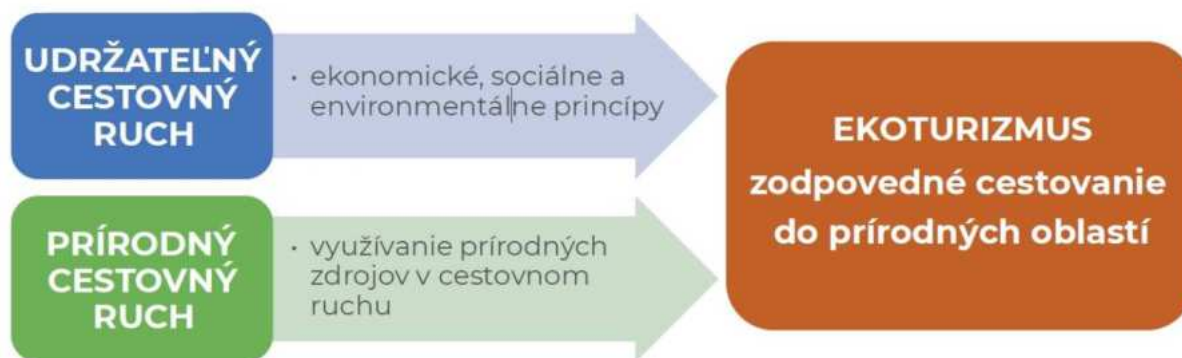 UDRŽATEĽNÝ
CESTOVNÝ
RUCH
• ekonomické, sociálne a
environmentálne princípy
PRÍRODNÝ
CESTOVNÝ
RUCH
• využívanie prírodných
zdrojov v cestovnom
ruchu
EKOTURIZMUS
zodpovedné cestovanie
do prírodných oblastí